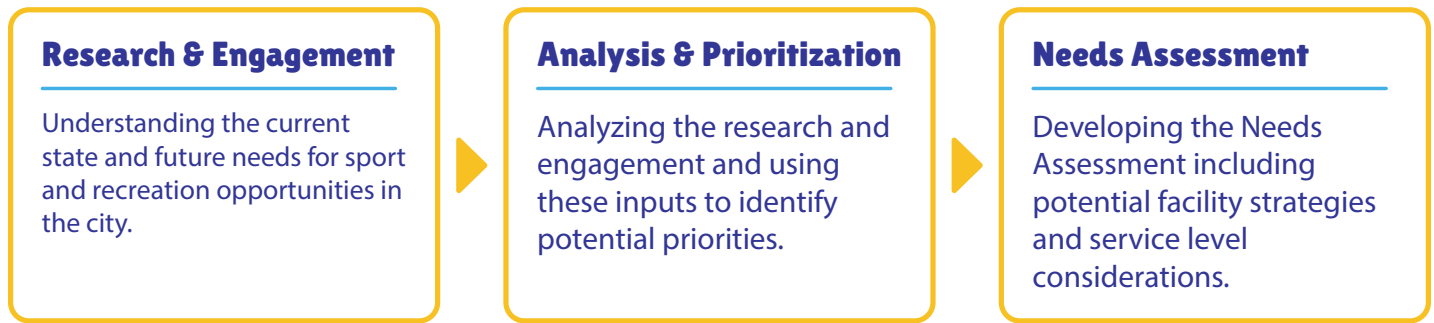 Research & Engagement
Understanding the current
state and future needs for sport
and recreation opportunities in
the city.
Analysis & Prioritization
Analyzing the research and
engagement and using
these inputs to identify
potential priorities.
Needs Assessment
Developing the Needs
Assessment including
potential facility strategies
and service level
considerations.